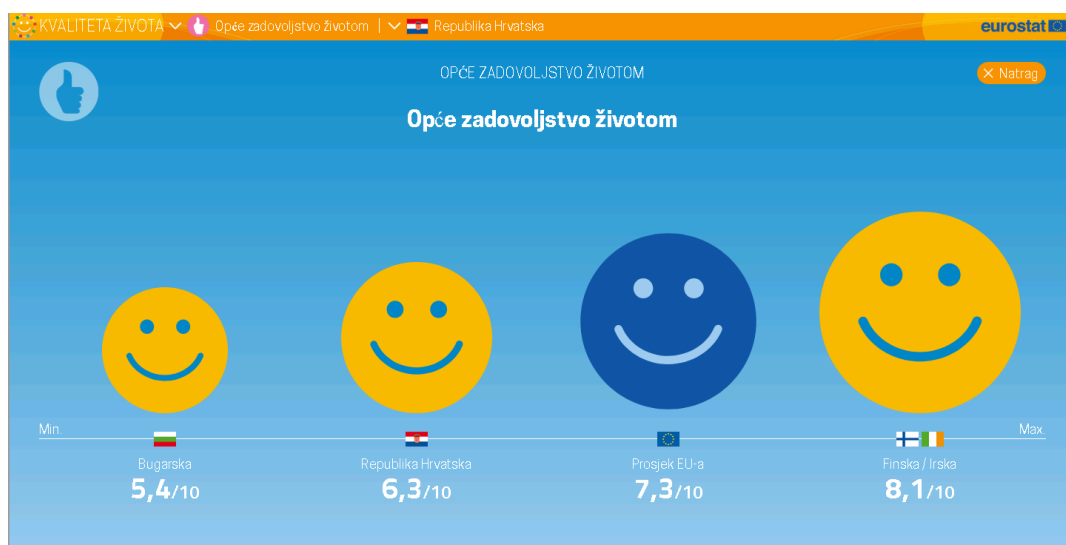 KVALITETA ŽIVOTA Opće zadovoljstvo životom | Republika Hrvatska eurostat
OPĆE ZADOVOLJSTVO ŽIVOTOM
× Natrag
Opće zadovoljstvo životom
Min.
Max.
Bugarska
5,4/10
Republika Hrvatska
6,3/10
Prosjek EU-a
7,3/10
Finska / Irska
8,1/10